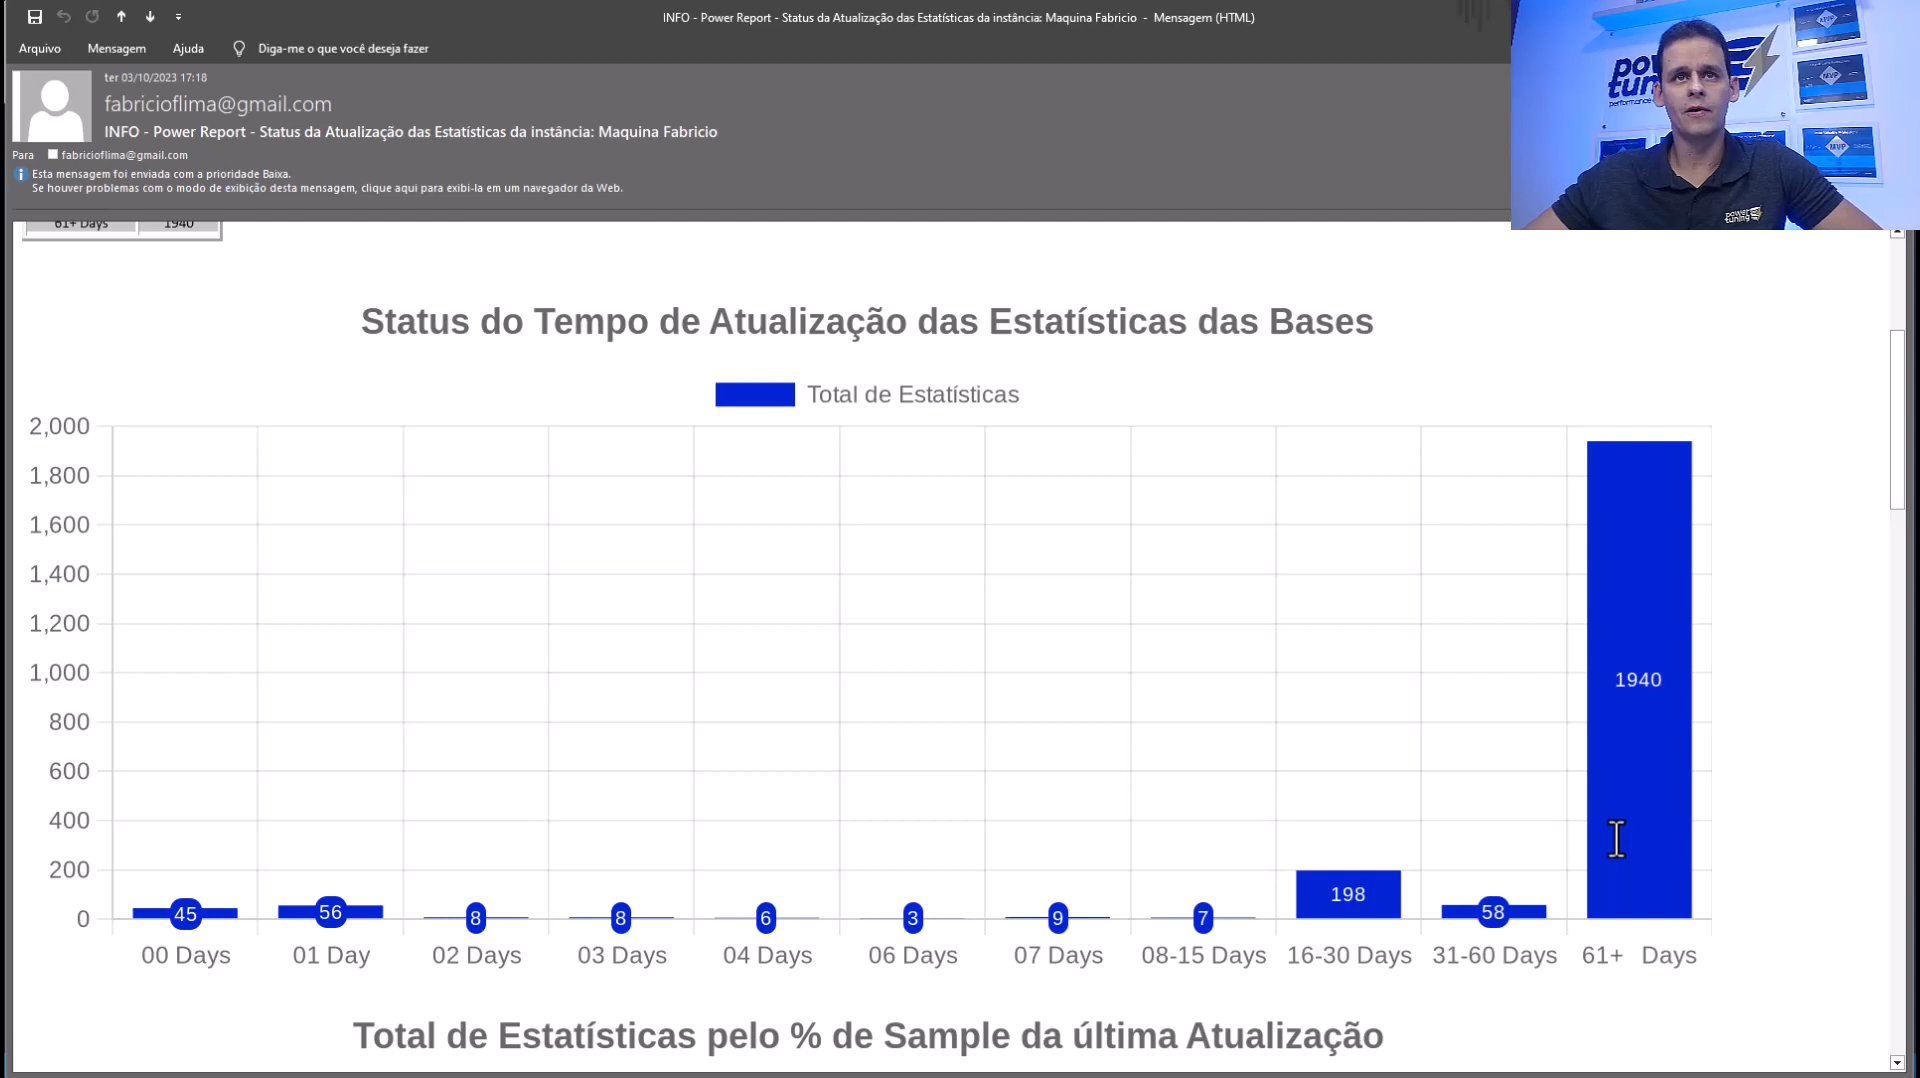 INFO - Power Report - Status da Atualização das Estatísticas da instância: Maquina Fabricio - Mensagem (HTML)
Arquivo Mensagem Ajuda Diga-me o que você deseja fazer
ter 03/10/2023 17:18
fabricioflima@gmail.com
INFO - Power Report - Status da Atualização das Estatísticas da instância: Maquina Fabricio
Para fabricioflima@gmail.com
Esta mensagem foi enviada com a prioridade Baixa.
Se houver problemas com o modo de exibição desta mensagem, clique aqui para exibi-la em um navegador da Web.
MVP
MVP
MVP
power
tuning
61+ Days 1940
Status do Tempo de Atualização das Estatísticas das Bases
Total de Estatísticas
2,000
1,800
1,600
1,400
1,200
1,000
800
600
400
200
0
45 56 8 8 6 3 9 7 198 58 1940
00 Days 01 Day 02 Days 03 Days 04 Days 06 Days 07 Days 08-15 Days 16-30 Days 31-60 Days 61+ Days
Total de Estatísticas pelo % de Sample da última Atualização